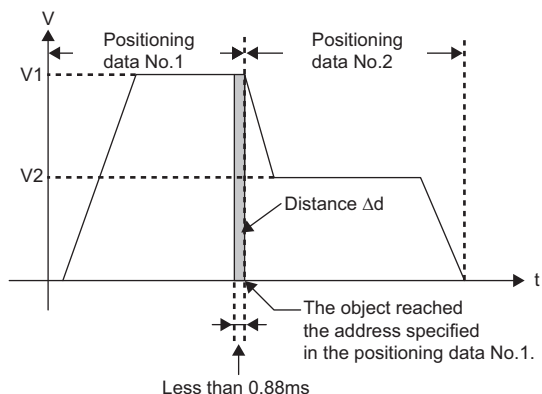 V
Positioning
data No.1
Positioning
data No.2
V1
V2
Distance Δd
t
The object reached
the address specified
in the positioning data No.1.
Less than 0.88ms